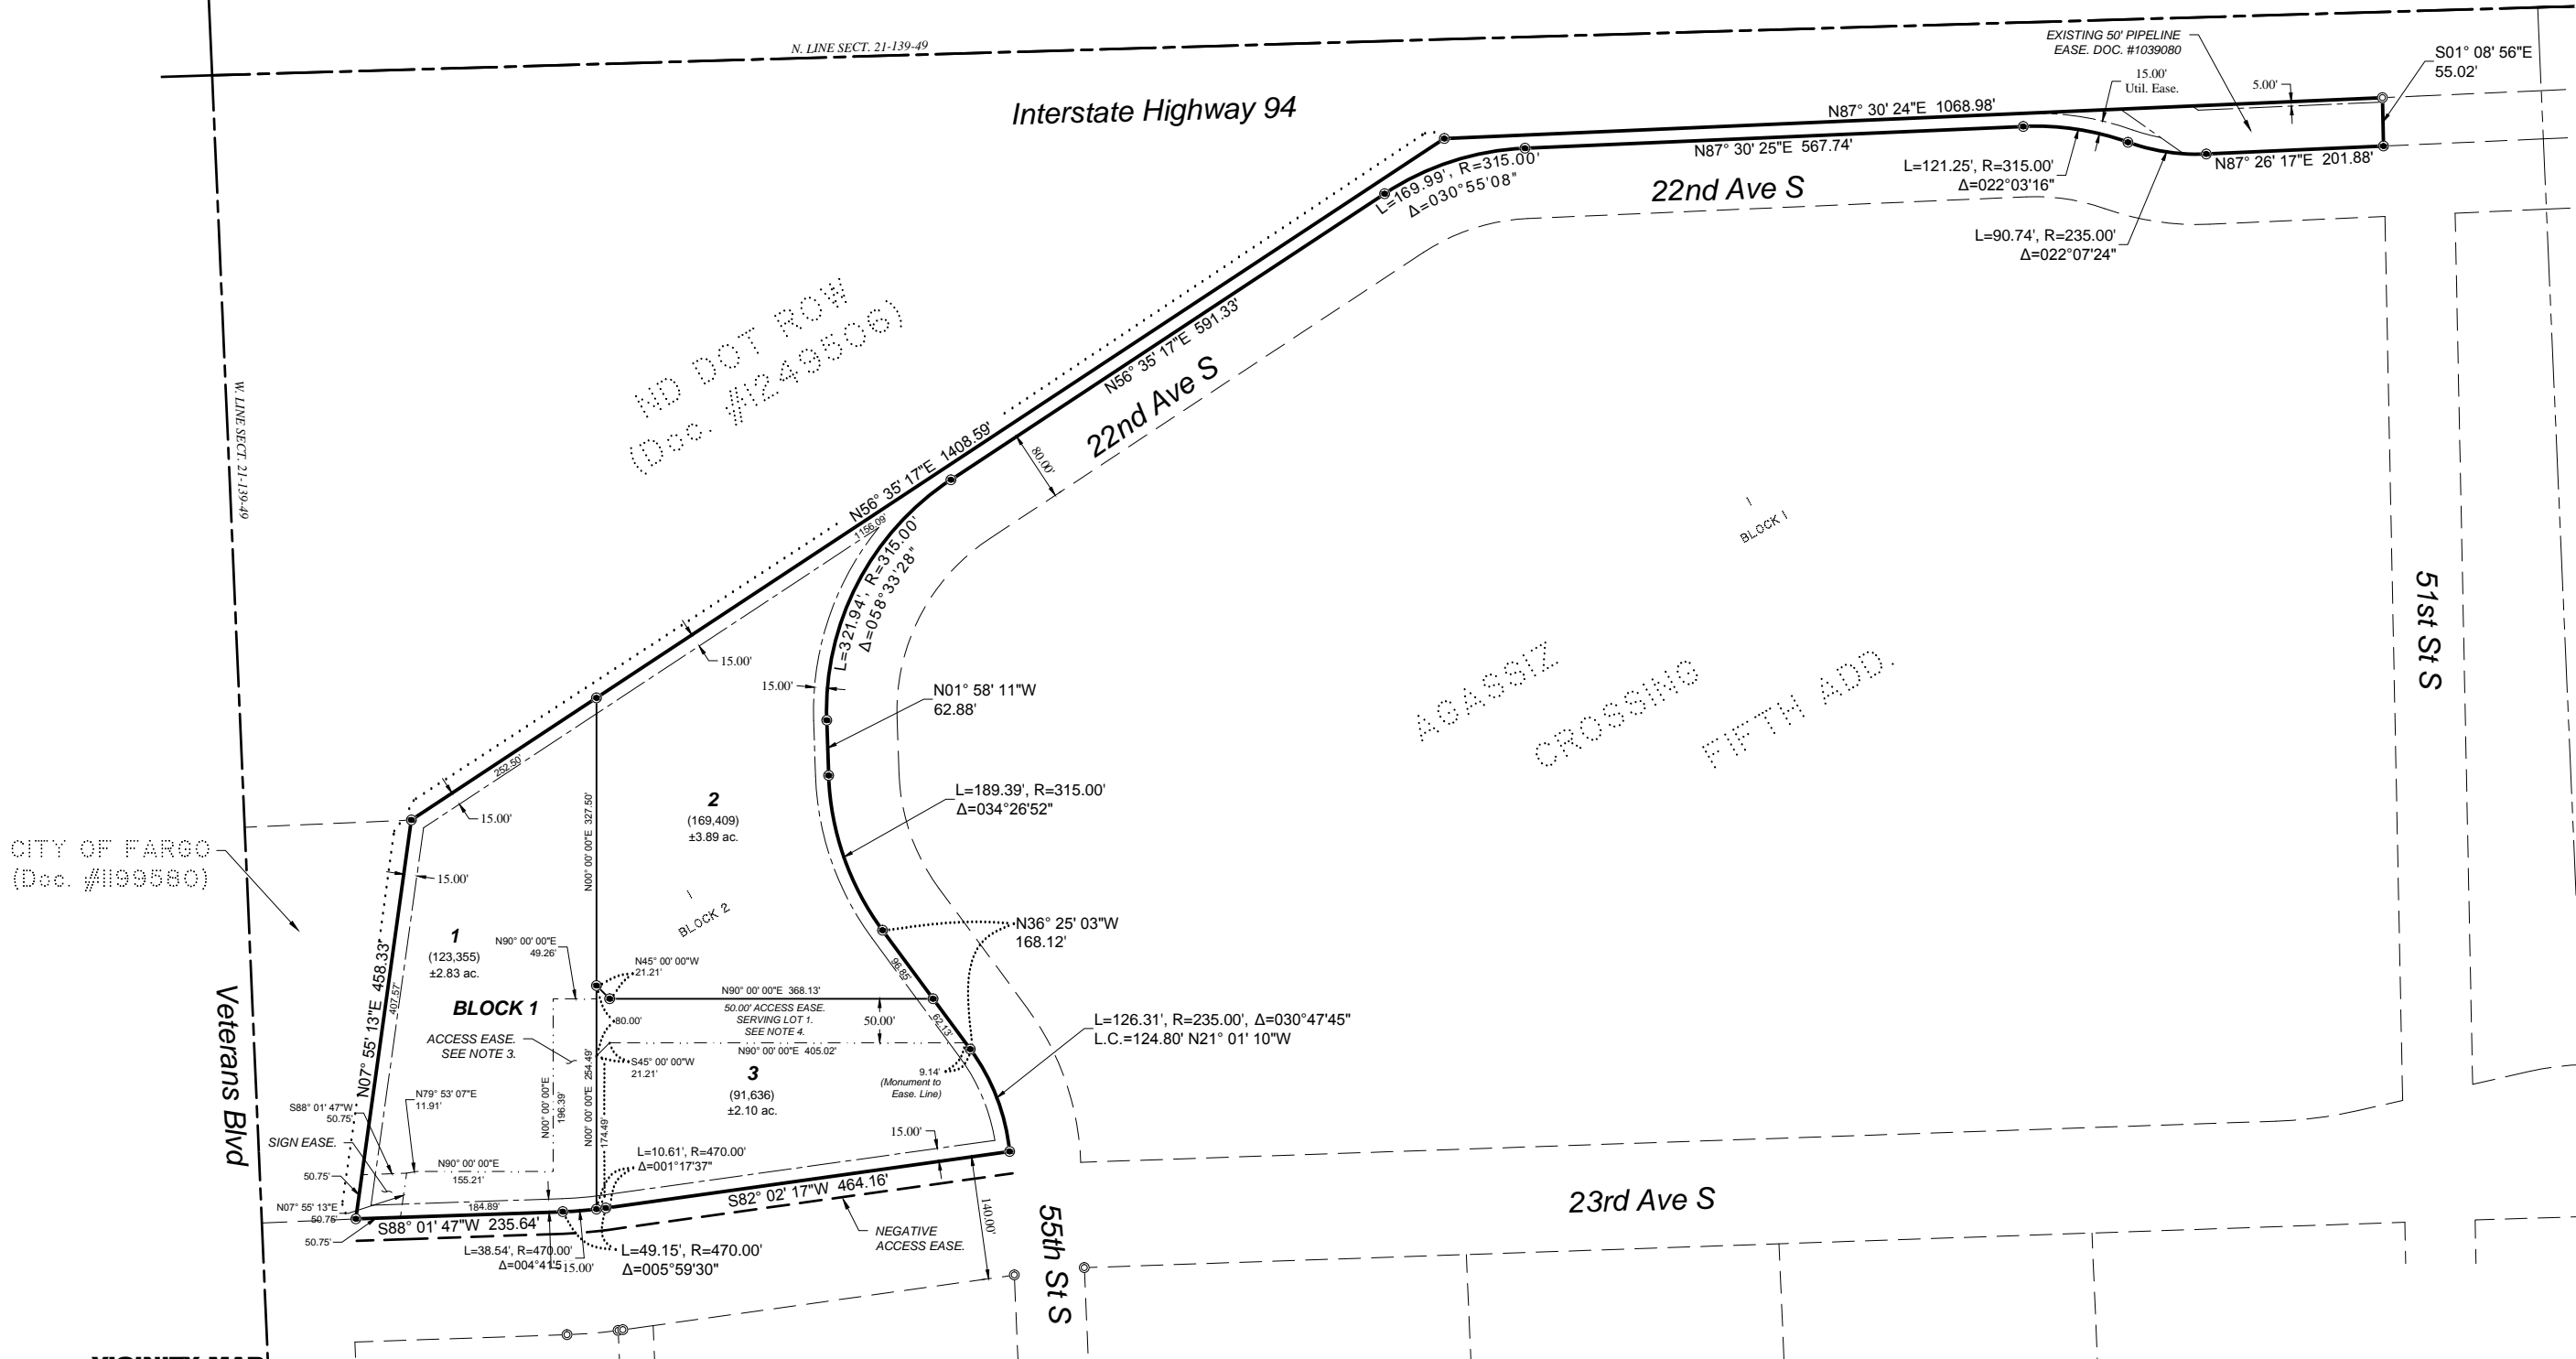 N. LINE SECT. 21-139-49
EXISTING 50' PIPELINE
EASE. DOC. #1039080
S01° 08' 56"E
55.02'
15.00'
Util. Ease.
5.00'
Interstate Highway 94
N87° 30' 24"E 1068.98'
N87° 30' 25"E 567.74'
L=169.99', R=315.00'
Δ=030°55'08"
L=121.25', R=315.00'
Δ=022°03'16"
N87° 26' 17"E 201.88'
22nd Ave S
L=90.74', R=235.00'
Δ=022°07'24"
ND DOT ROW
(Doc. #1249506)
W. LINE SECT. 21-139-49
N56° 35' 17"E 591.33'
22nd Ave S
80.00'
N56° 35' 17"E 1408.59'
1156.09'
L=321.94', R=315.00'
Δ=058°33'28"
1
BLOCK 1
51st St S
15.00'
15.00'
N01° 58' 11"W
62.88'
AGASSIZ
CROSSING
FIFTH ADD.
252.50'
15.00'
N00° 00' 00"E 327.50'
2
(169,409)
±3.89 ac.
L=189.39', R=315.00'
Δ=034°26'52"
CITY OF FARGO
(Doc. #1199580)
15.00'
1
BLOCK 2
N36° 25' 03"W
168.12'
1
(123,355)
±2.83 ac.
N90° 00' 00"E
49.26'
N45° 00' 00"W
21.21'
96.85'
N07° 55' 13"E 458.33'
407.57'
BLOCK 1
N90° 00' 00"E 368.13'
50.00' ACCESS EASE.
SERVING LOT 1.
SEE NOTE 4.
50.00'
80.00'
62.13'
L=126.31', R=235.00', Δ=030°47'45"
L.C.=124.80' N21° 01' 10"W
ACCESS EASE.
SEE NOTE 3.
N90° 00' 00"E 405.02'
S45° 00' 00"W
21.21'
3
(91,636)
±2.10 ac.
9.14'
(Monument to
Ease. Line)
Veterans Blvd
N79° 53' 07"E
11.91'
S88° 01' 47"W
50.75'
N00° 00' 00"E
196.39'
N00° 00' 00"E 254.49'
174.49'
SIGN EASE.
15.00'
L=10.61', R=470.00'
Δ=001°17'37"
N90° 00' 00"E
155.21'
50.75'
N07° 55' 13"E
50.75'
184.89'
S82° 02' 17"W 464.16'
S88° 01' 47"W 235.64'
50.75'
140.00'
23rd Ave S
NEGATIVE
ACCESS EASE.
55th St S
L=38.54', R=470.00'
Δ=004°41'5
15.00'
L=49.15', R=470.00'
Δ=005°59'30"
VICINITY MAP